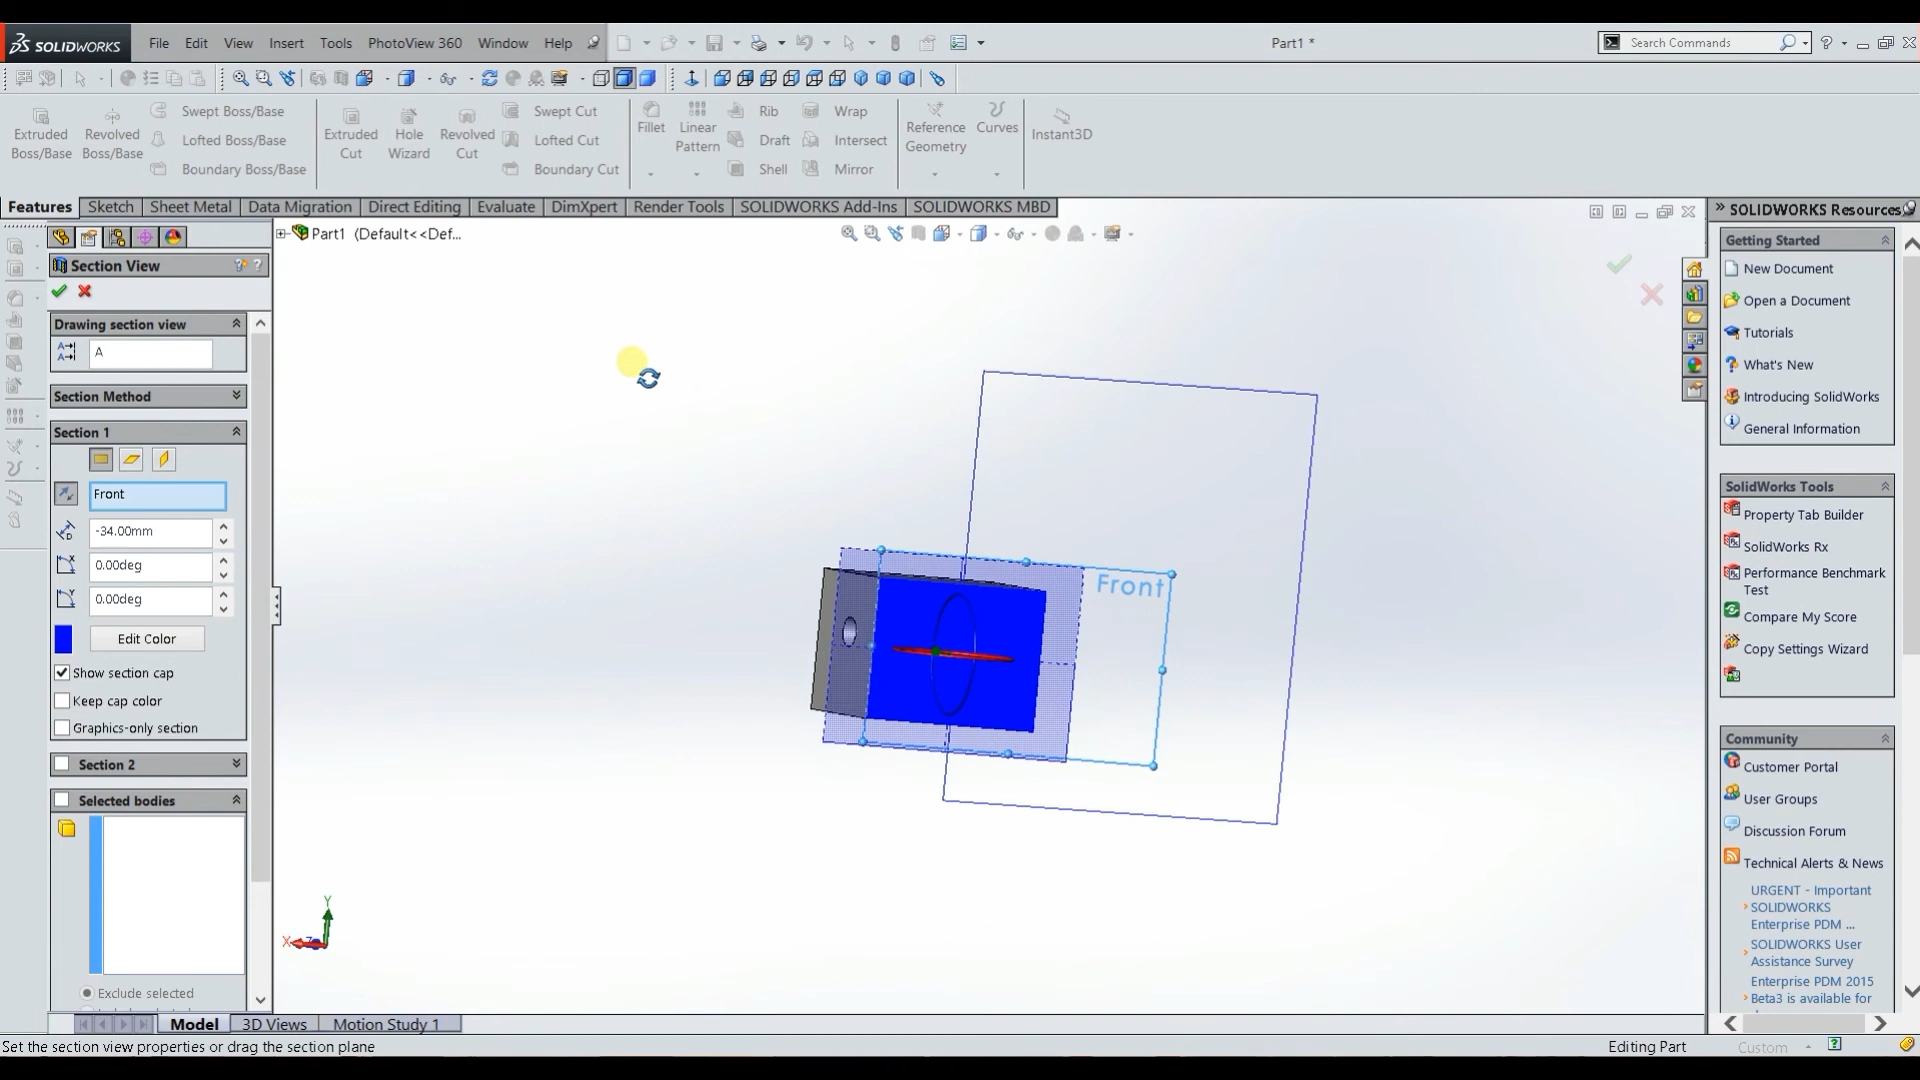 SOLIDWORKS File Edit View Insert Tools PhotoView 360 Window Help Part1 * Search Commands
Extruded Boss/Base
Revolved Boss/Base
Swept Boss/Base
Lofted Boss/Base
Boundary Boss/Base
Extruded Cut
Hole Wizard
Revolved Cut
Swept Cut
Lofted Cut
Boundary Cut
Fillet
Linear Pattern
Rib
Draft
Shell
Wrap
Intersect
Mirror
Reference Geometry
Curves
Instant3D
Features Sketch Sheet Metal Data Migration Direct Editing Evaluate DimXpert Render Tools SOLIDWORKS Add-Ins SOLIDWORKS MBD
Part1 (Default<<Def...
Section View
Drawing section view
A
Section Method
Section 1
Front
-34.00mm
0.00deg
0.00deg
Edit Color
Show section cap
Keep cap color
Graphics-only section
Section 2
Selected bodies
Exclude selected
Front
Y
X
Z
SOLIDWORKS Resources
Getting Started
New Document
Open a Document
Tutorials
What's New
Introducing SolidWorks
General Information
SolidWorks Tools
Property Tab Builder
SolidWorks Rx
Performance Benchmark
Test
Compare My Score
Copy Settings Wizard
Community
Customer Portal
User Groups
Discussion Forum
Technical Alerts & News
URGENT - Important
SOLIDWORKS
Enterprise PDM ...
SOLIDWORKS User
Assistance Survey
Enterprise PDM 2015
Beta3 is available for
Model 3D Views Motion Study 1
Set the section view properties or drag the section plane Editing Part Custom